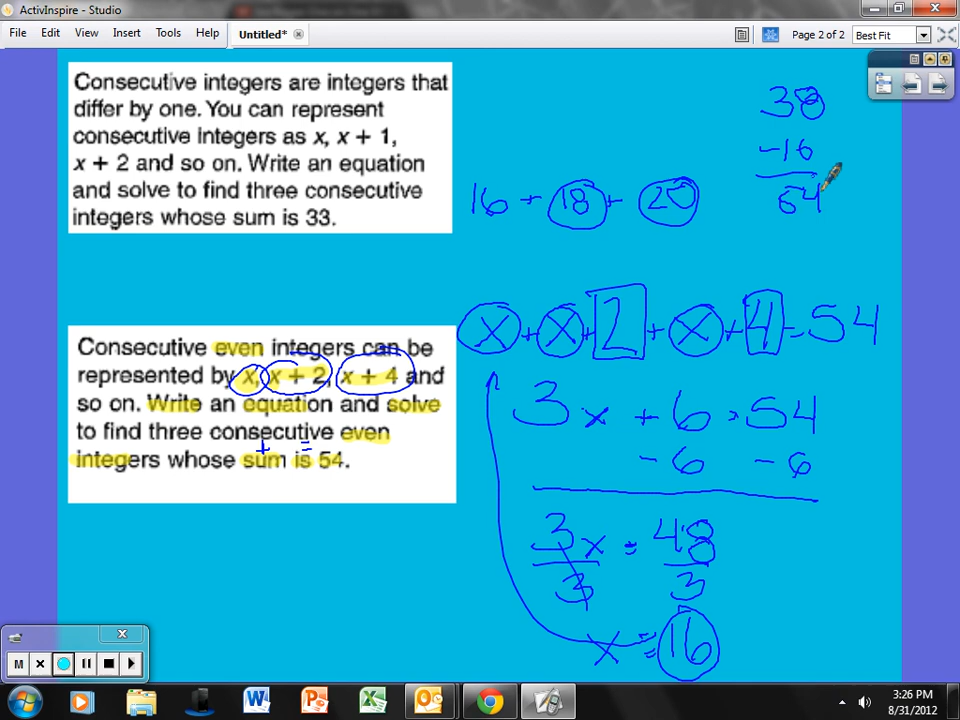 ActivInspire - Studio
File Edit View Insert Tools Help Untitled* Page 2 of 2 Best Fit
Consecutive integers are integers that
differ by one. You can represent
consecutive integers as x, x + 1,
x + 2 and so on. Write an equation
and solve to find three consecutive
integers whose sum is 33.
38
-16
54
16 + 18 + 20
Consecutive even integers can be
represented by x, x + 2, x + 4 and
so on. Write an equation and solve
to find three consecutive even
+ =
integers whose sum is 54.
x + x + 2 + x + 4 = 54
3x + 6 = 54
- 6 - 6
3x = 48
3 3
x = 16
M
3:26 PM
8/31/2012